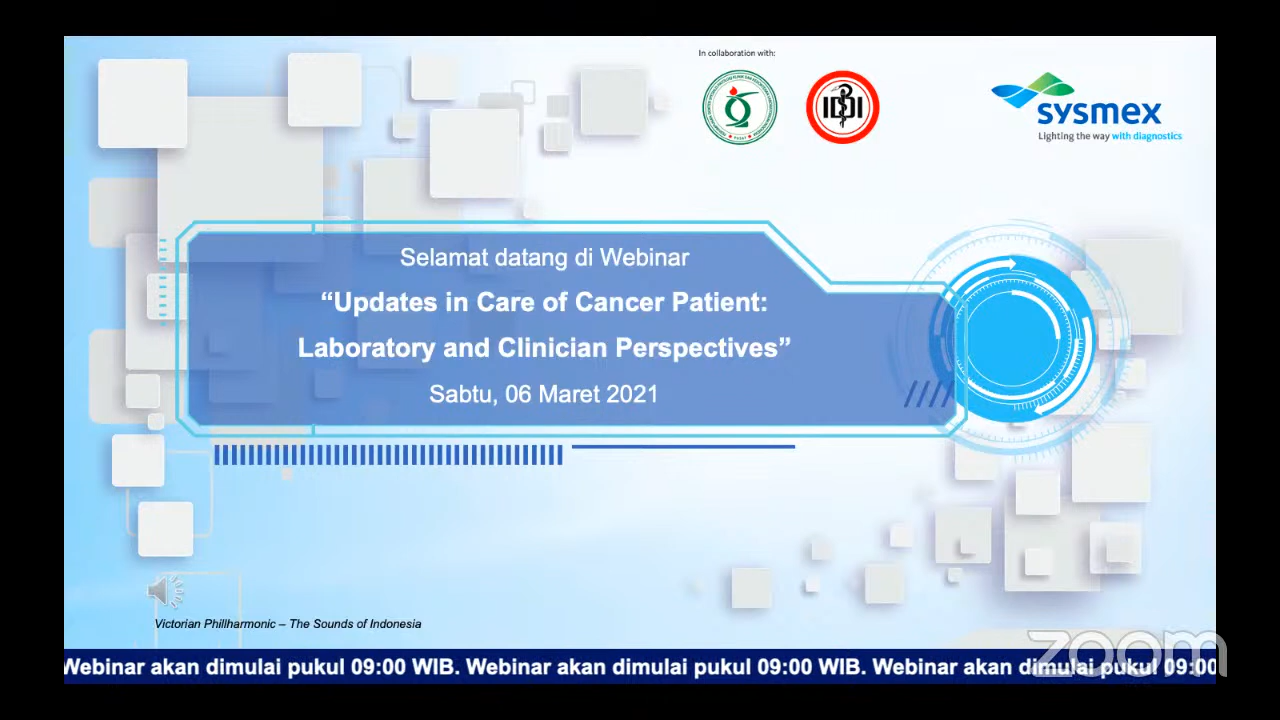 In collaboration with:
IDI
sysmex
Lighting the way with diagnostics
Selamat datang di Webinar
“Updates in Care of Cancer Patient:
Laboratory and Clinician Perspectives”
Sabtu, 06 Maret 2021
Victorian Phillharmonic – The Sounds of Indonesia
Webinar akan dimulai pukul 09:00 WIB. Webinar akan dimulai pukul 09:00 WIB. Webinar akan dimulai pukul 09:00
zoom